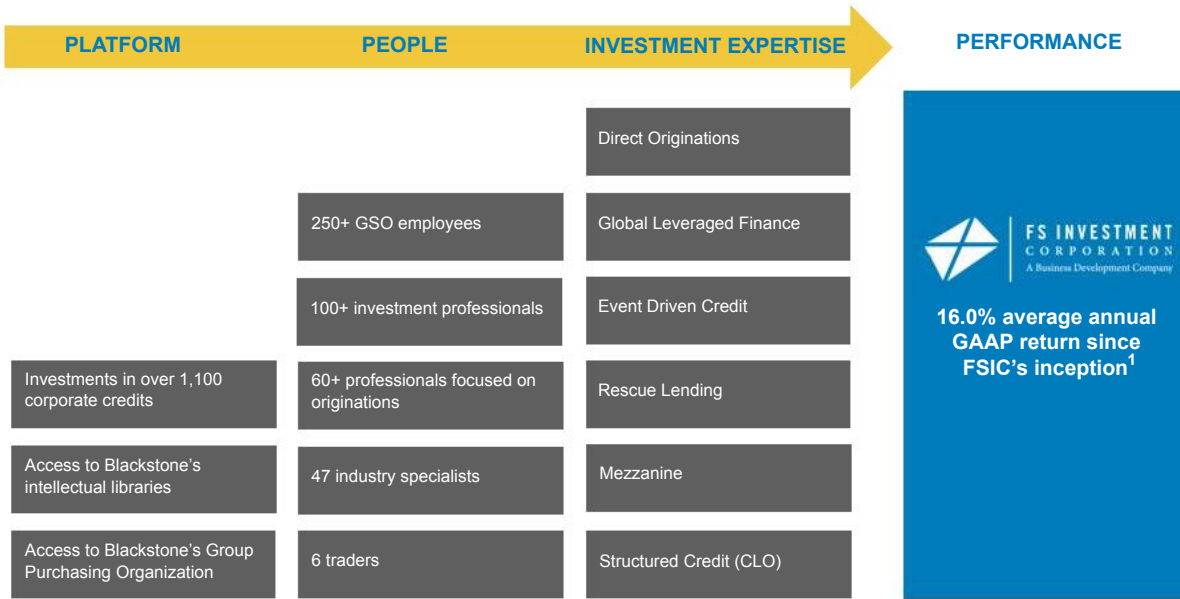 PLATFORM
PEOPLE
INVESTMENT EXPERTISE
PERFORMANCE
Investments in over 1,100
corporate credits
Access to Blackstone's
intellectual libraries
Access to Blackstone's Group
Purchasing Organization
250+ GSO employees
100+ investment professionals
60+ professionals focused on
originations
47 industry specialists
6 traders
Direct Originations
Global Leveraged Finance
Event Driven Credit
Rescue Lending
Mezzanine
Structured Credit (CLO)
FS INVESTMENT
CORPORATION
A Business Development Company
16.0% average annual
GAAP return since
FSIC's inception1